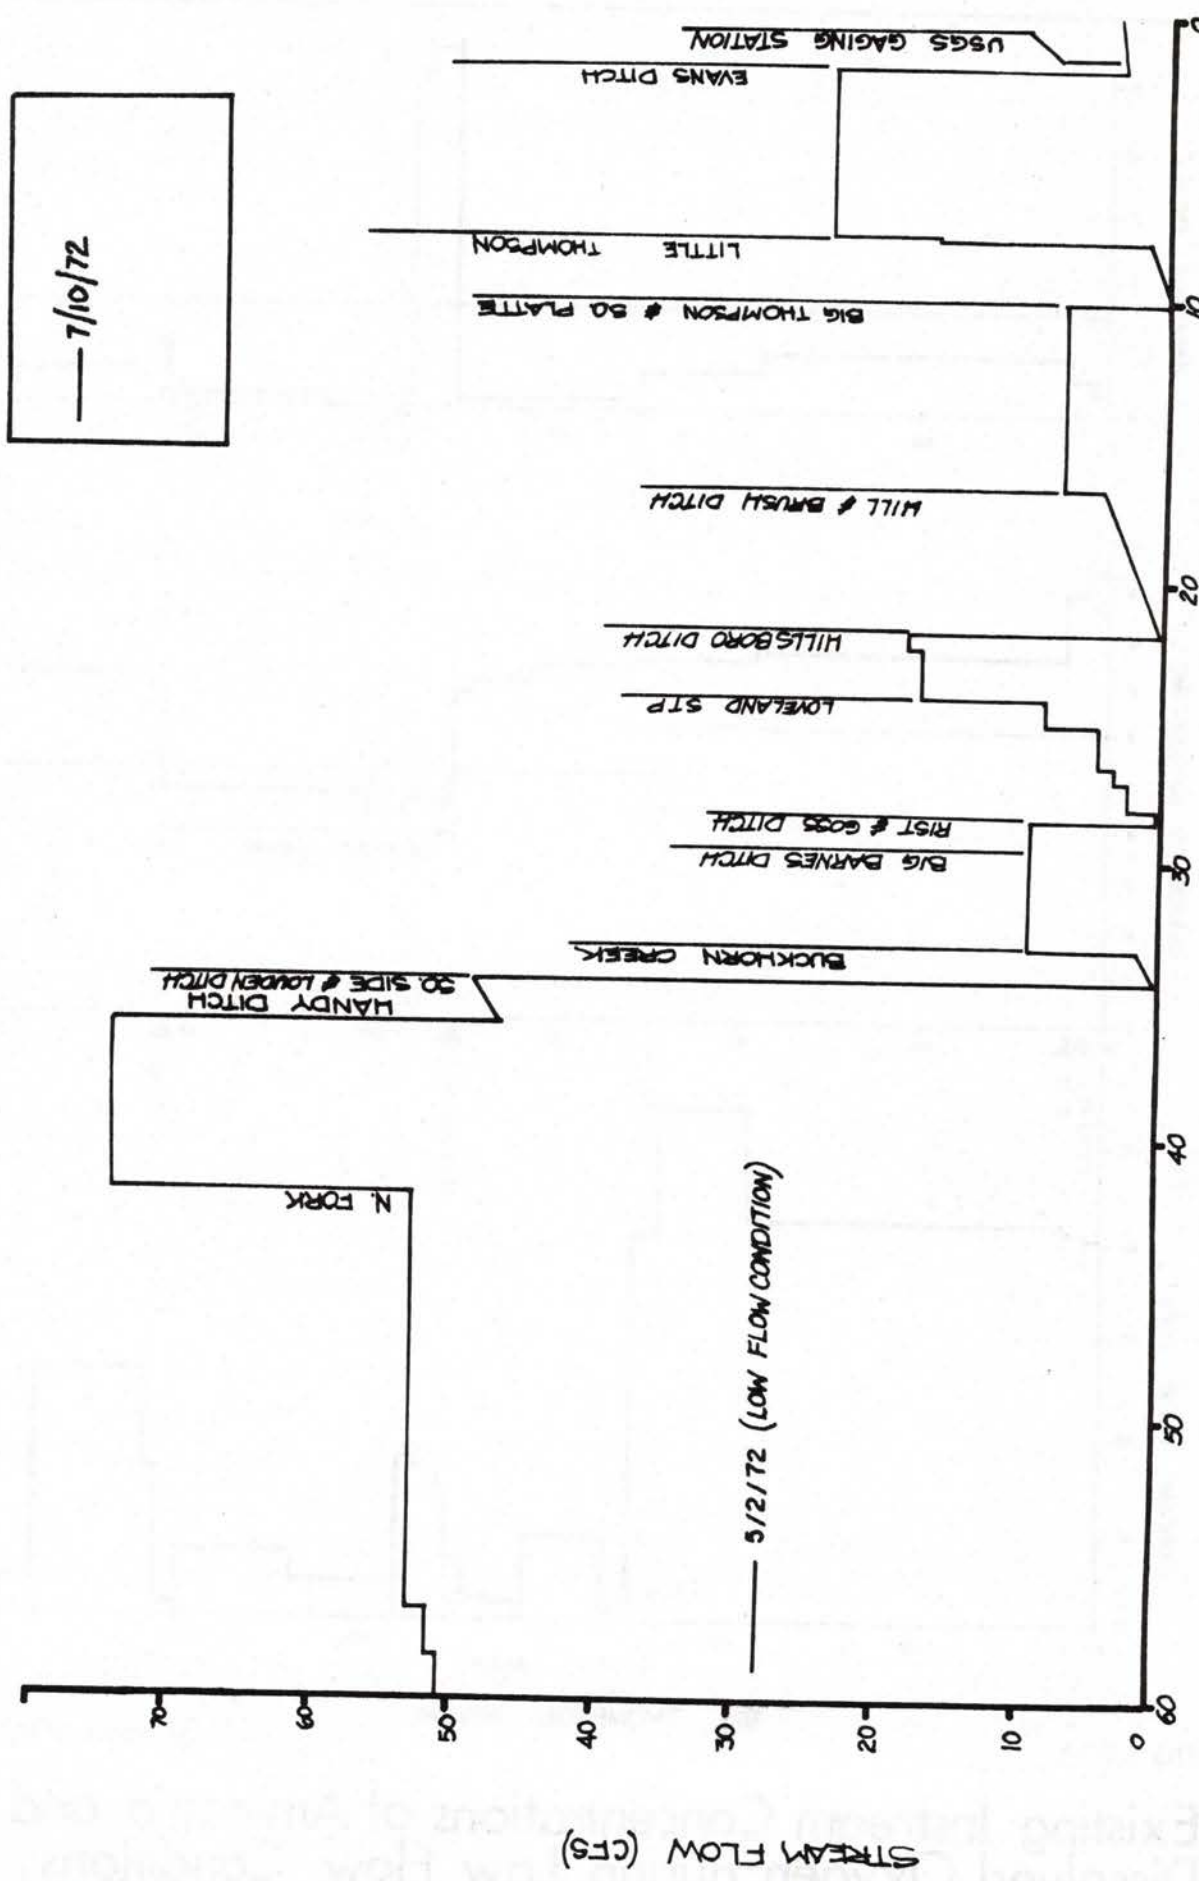 7/10/72
USGS GAGING
STATION
EVANS DITCH
LITTLE THOMPSON
BIG THOMPSON & SO. PLATTE
HILL & BRUSH DITCH
HILLSBORO DITCH
LOVELAND STP
RIST & GOSS DITCH
BIG BARNES DITCH
BUCKHORN CREEK
SO. SIDE & LOUDEN DITCH
HANDY DITCH
N. FORK
5/2/72 (LOW FLOW CONDITION)
STREAM FLOW (CFS)
70
60
50
40
30
20
10
0
60
50
40
30
20
10
0
Existing Instream Concentrations of Ammonia and
Dissolved Oxygen during Low Flow Conditions